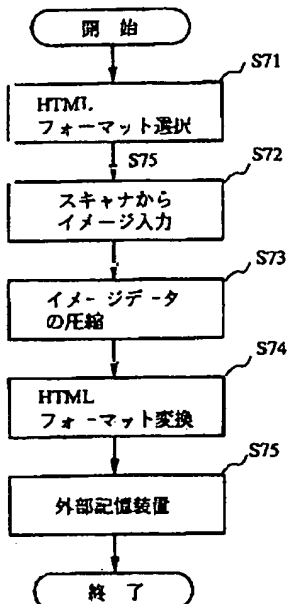 開 始
S71
HTML
フォーマット選択
S75
S72
スキャナから
イメージ入力
S73
イメージデータ
の圧縮
S74
HTML
フォーマット変換
S75
外部記憶装置
終 了